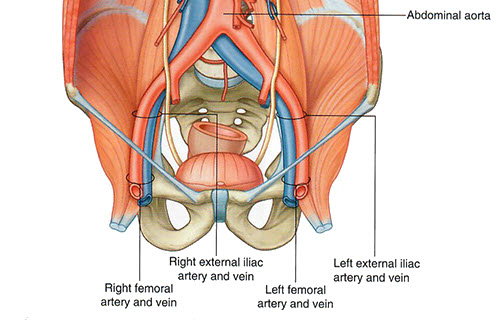 Abdominal aorta
Right external iliac
artery and vein
Left external iliac
artery and vein
Right femoral
artery and vein
Left femoral
artery and vein